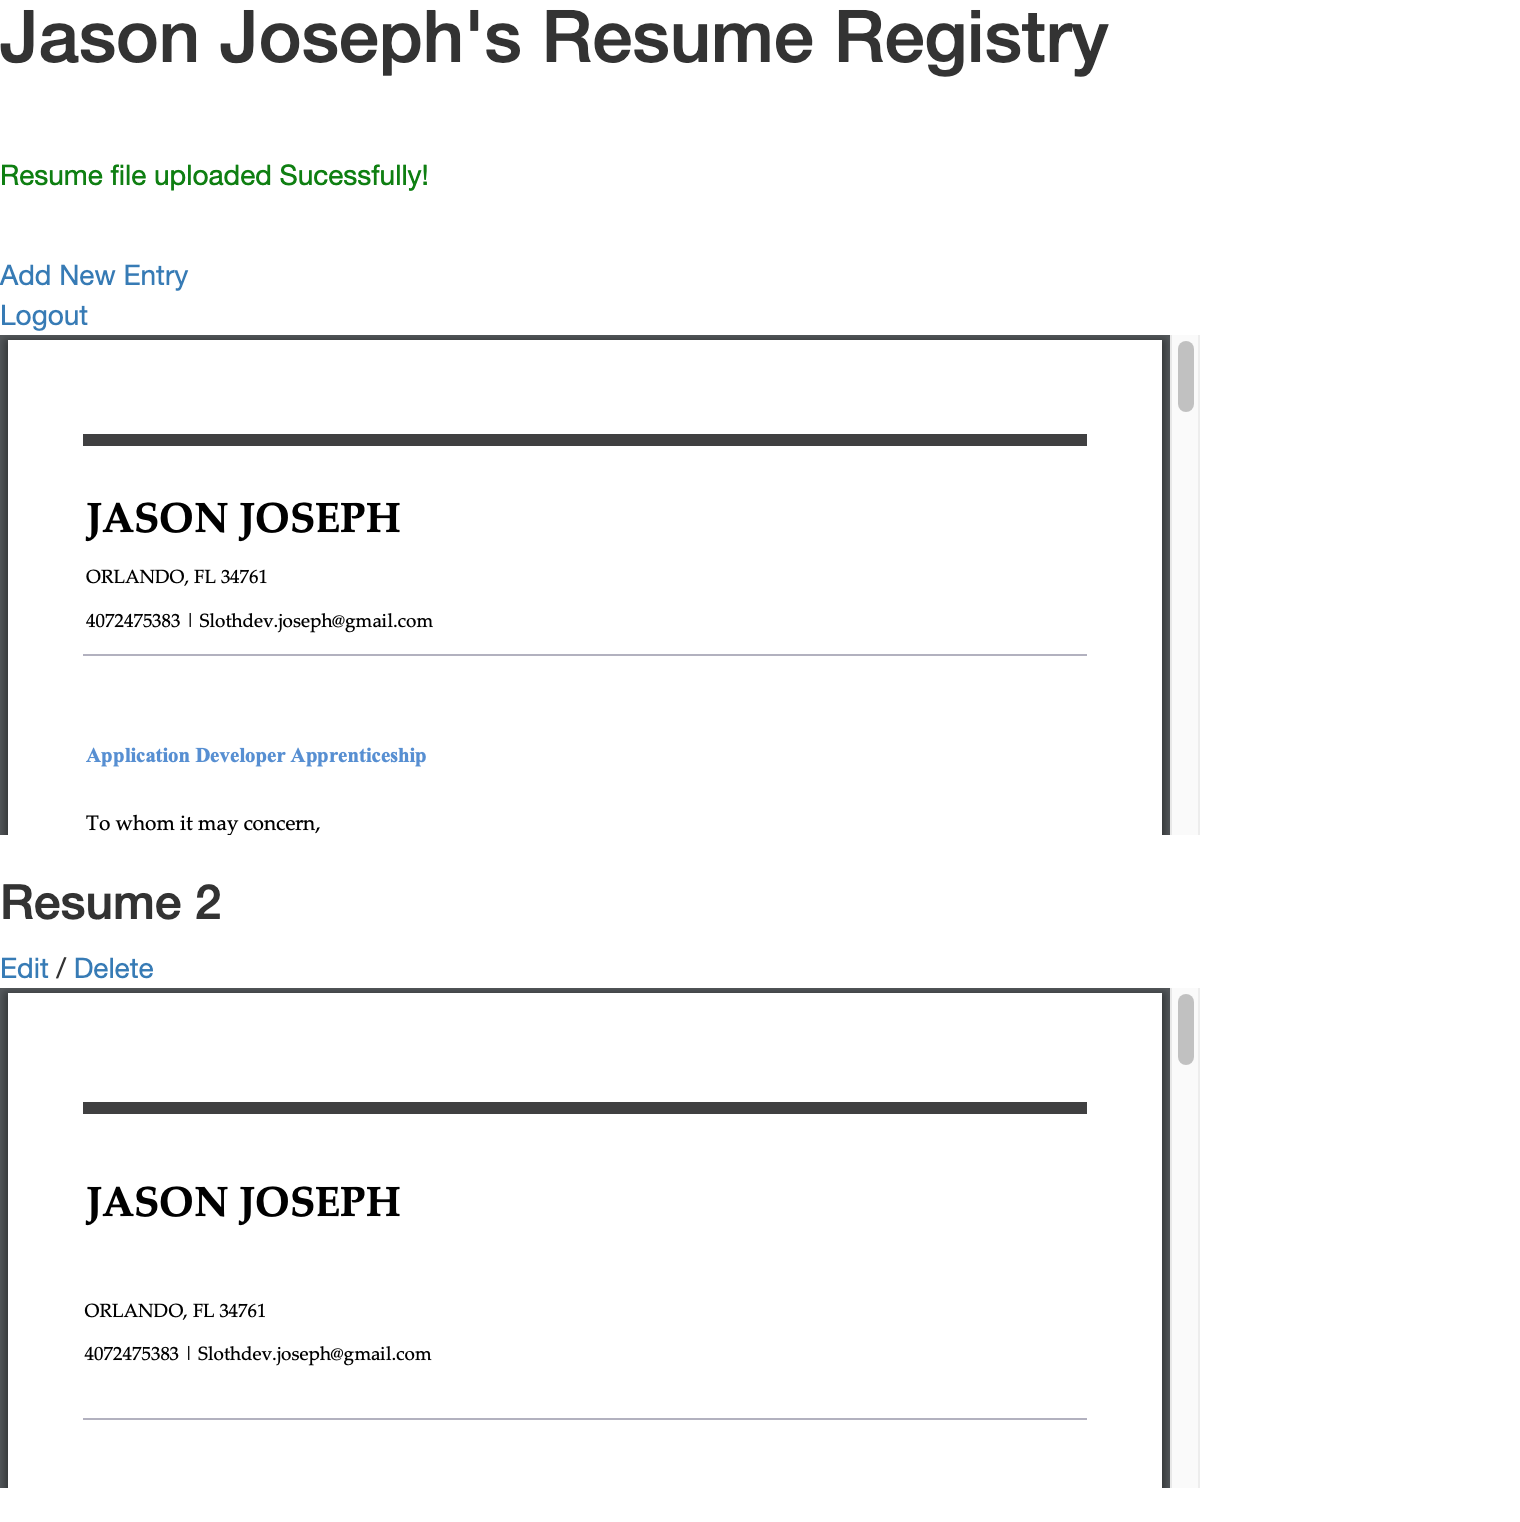 Jason Joseph's Resume Registry
Resume file uploaded Sucessfully!
Add New Entry
Logout
JASON JOSEPH
ORLANDO, FL 34761
4072475383 | Slothdev.joseph@gmail.com
Application Developer Apprenticeship
To whom it may concern,
Resume 2
Edit / Delete
JASON JOSEPH
ORLANDO, FL 34761
4072475383 | Slothdev.joseph@gmail.com